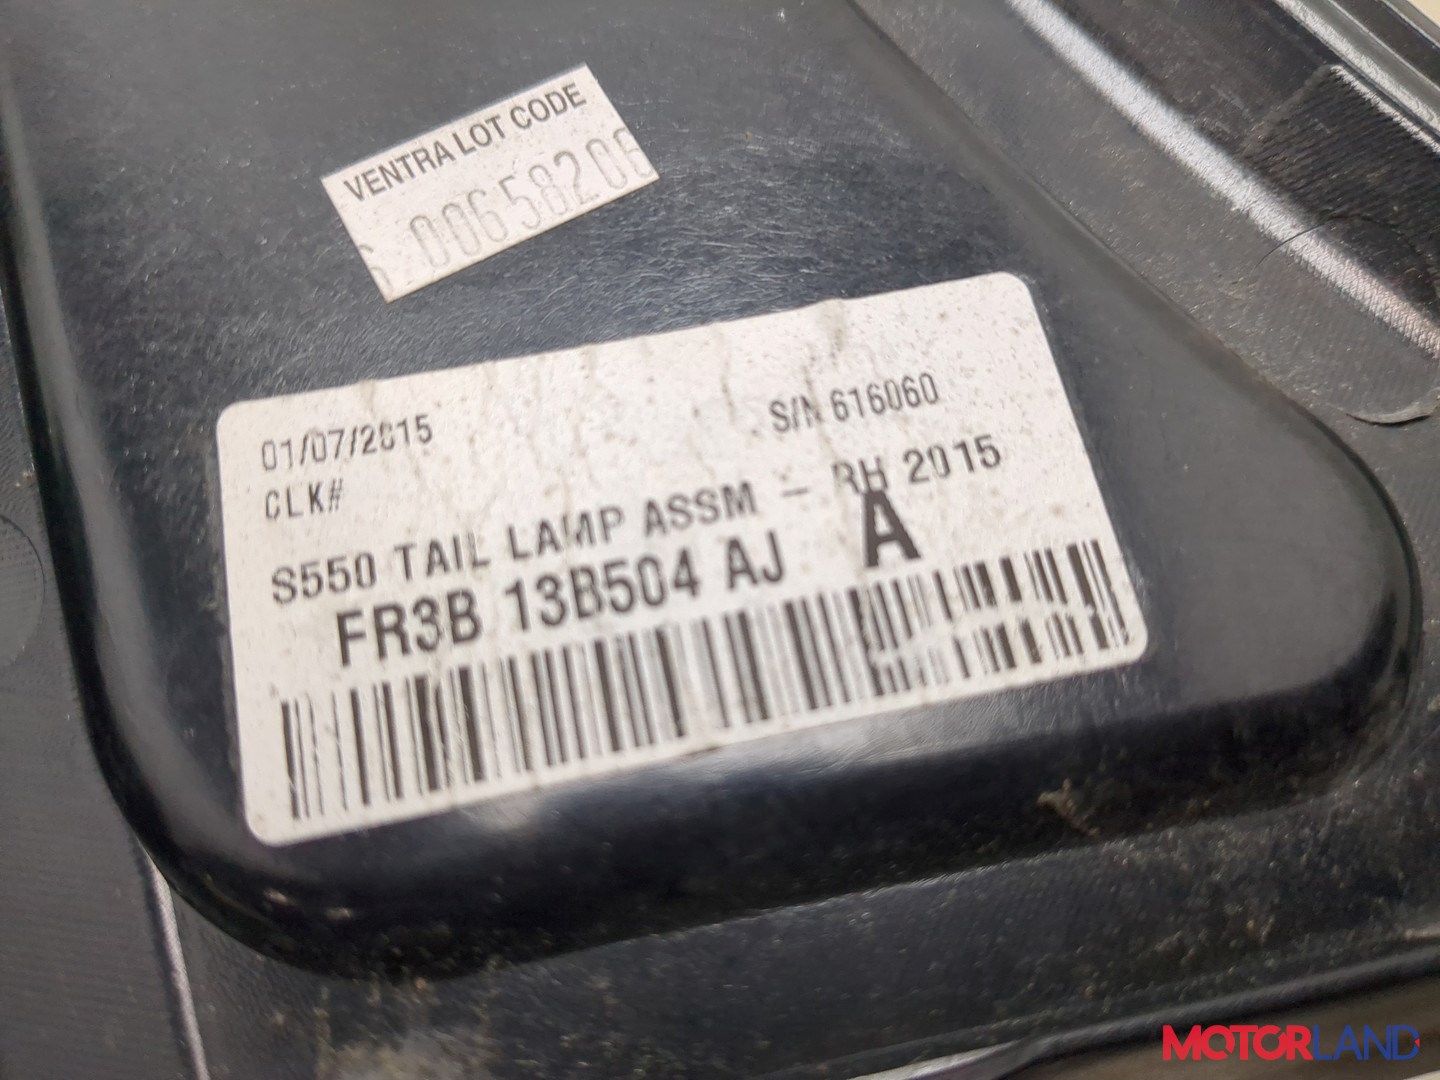 VENTRA LOT CODE
00658206
01/07/2015
S/N 616060
CLK#
S550 TAIL LAMP ASSM - RH 2015
FR3B 13B504 AJ A
MOTORLAND